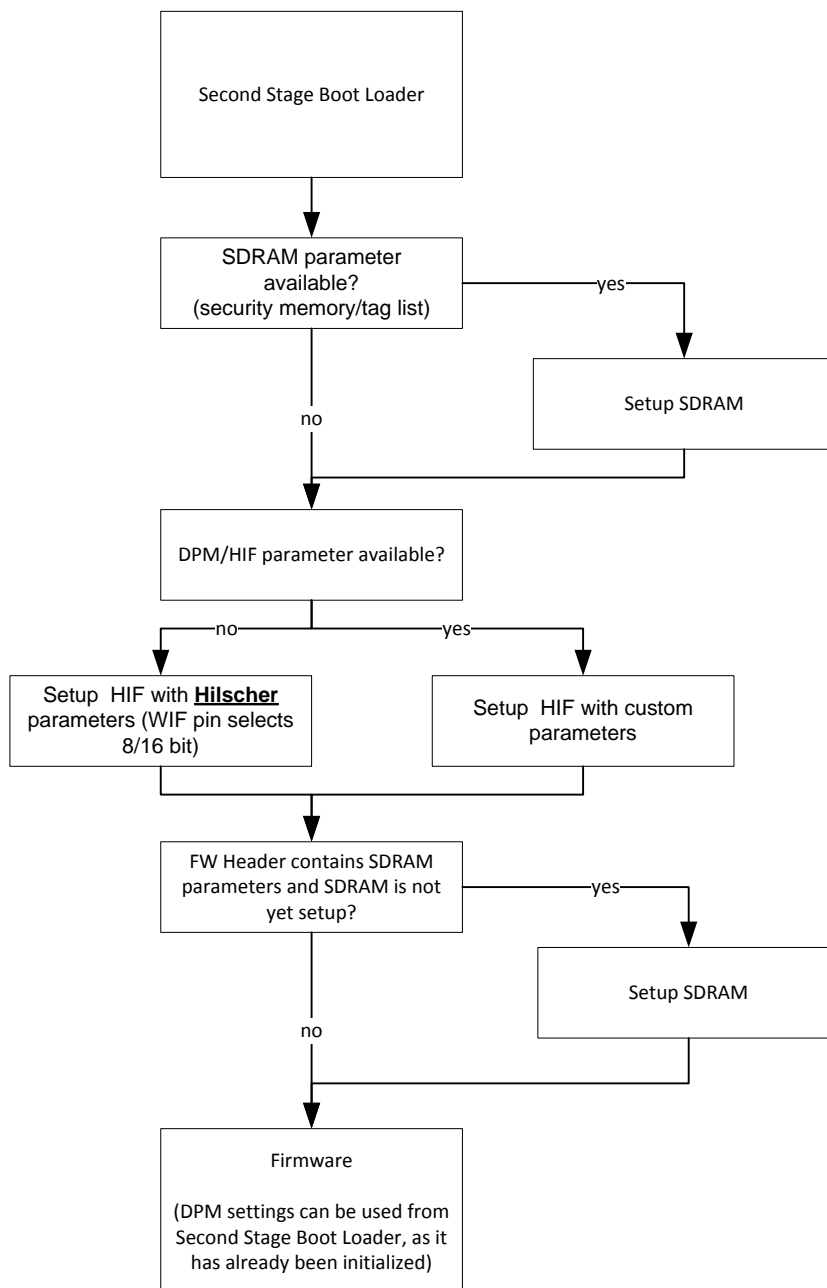 Second Stage Boot Loader
SDRAM parameter
available?
(security memory/tag list)
yes
Setup SDRAM
no
DPM/HIF parameter available?
no
yes
Setup HIF with Hilscher
parameters (WIF pin selects
8/16 bit)
Setup HIF with custom
parameters
FW Header contains SDRAM
parameters and SDRAM is not
yet setup?
yes
Setup SDRAM
no
Firmware
(DPM settings can be used from
Second Stage Boot Loader, as it
has already been initialized)